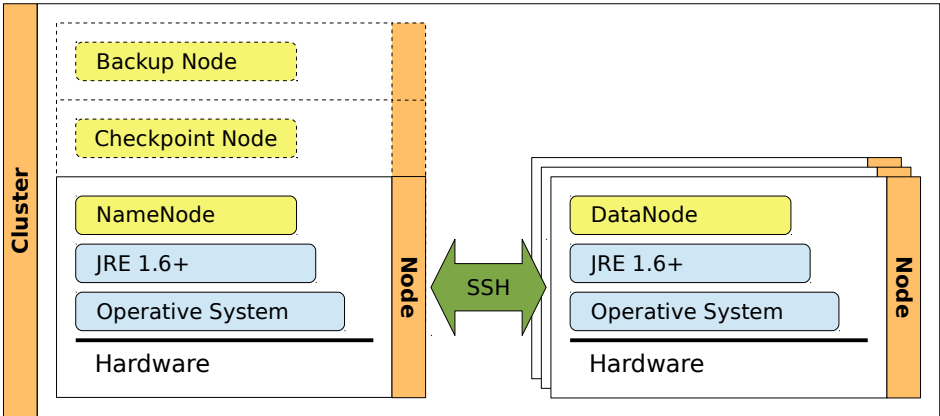 Cluster
Backup Node
Checkpoint Node
NameNode
JRE 1.6+
Operative System
Hardware
Node
SSH
DataNode
JRE 1.6+
Operative System
Hardware
Node